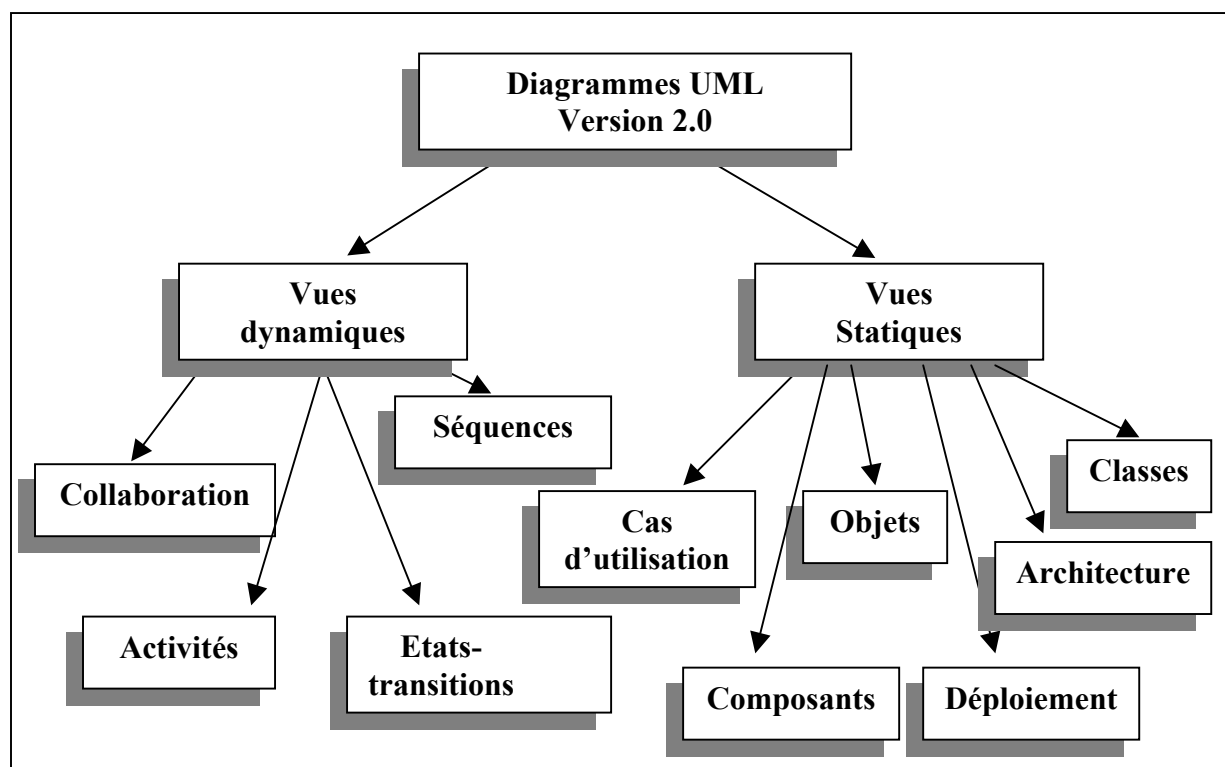 Diagrammes UML
Version 2.0
Vues
dynamiques
Vues
Statiques
Séquences
Collaboration
Activités
Etats-
transitions
Classes
Cas
d’utilisation
Objets
Architecture
Composants
Déploiement